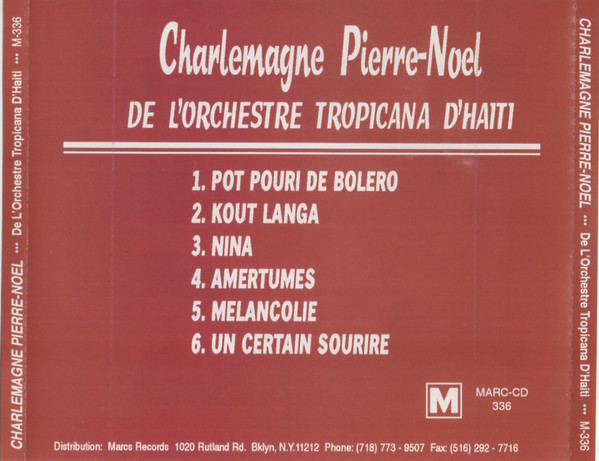 Charlemagne Pierre-Noel
DE L'ORCHESTRE TROPICANA D'HAITI
1. POT POURI DE BOLERO
2. KOUT LANGA
3. NINA
4. AMERTUMES
5. MELANCOLIE
6. UN CERTAIN SOURIRE
M
MARC-CD
336
Distribution: Marcs Records 1020 Rutland Rd. Bklyn, N.Y.11212 Phone: (718) 773 - 9507 Fax: (516) 292 - 7716
CHARLEMAGNE PIERRE-NOEL ••• De L'Orchestre Tropicana D'Haiti ••• M-336
CHARLEMAGNE PIERRE-NOEL ••• De L'Orchestre Tropicana D'Haiti ••• M-336